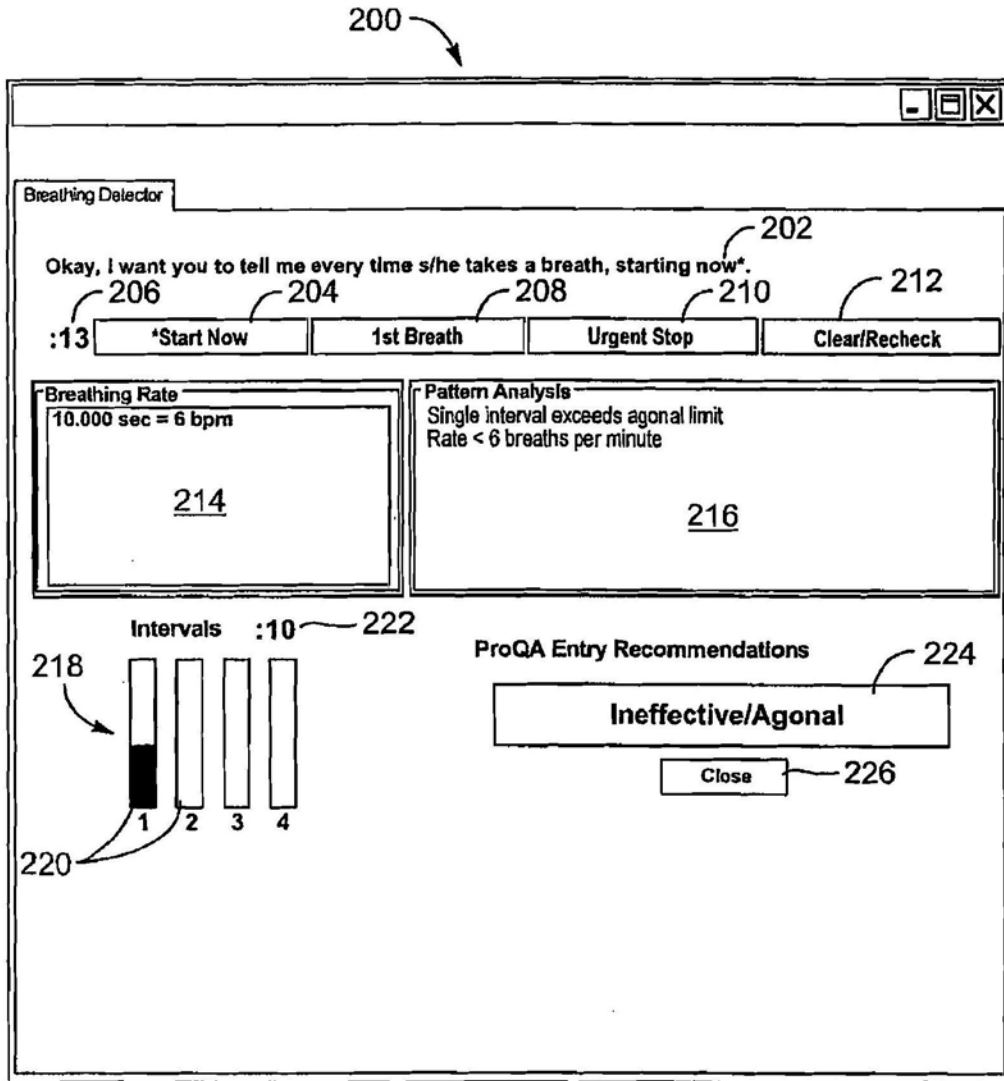 200
Breathing Detector
202
Okay, I want you to tell me every time s/he takes a breath, starting now*.
206 204 208 210 212
:13 *Start Now 1st Breath Urgent Stop Clear/Recheck
Breathing Rate
10.000 sec = 6 bpm
214
Pattern Analysis
Single interval exceeds agonal limit
Rate < 6 breaths per minute
216
Intervals :10 222
218
1 2 3 4
220
ProQA Entry Recommendations
224
Ineffective/Agonal
Close 226